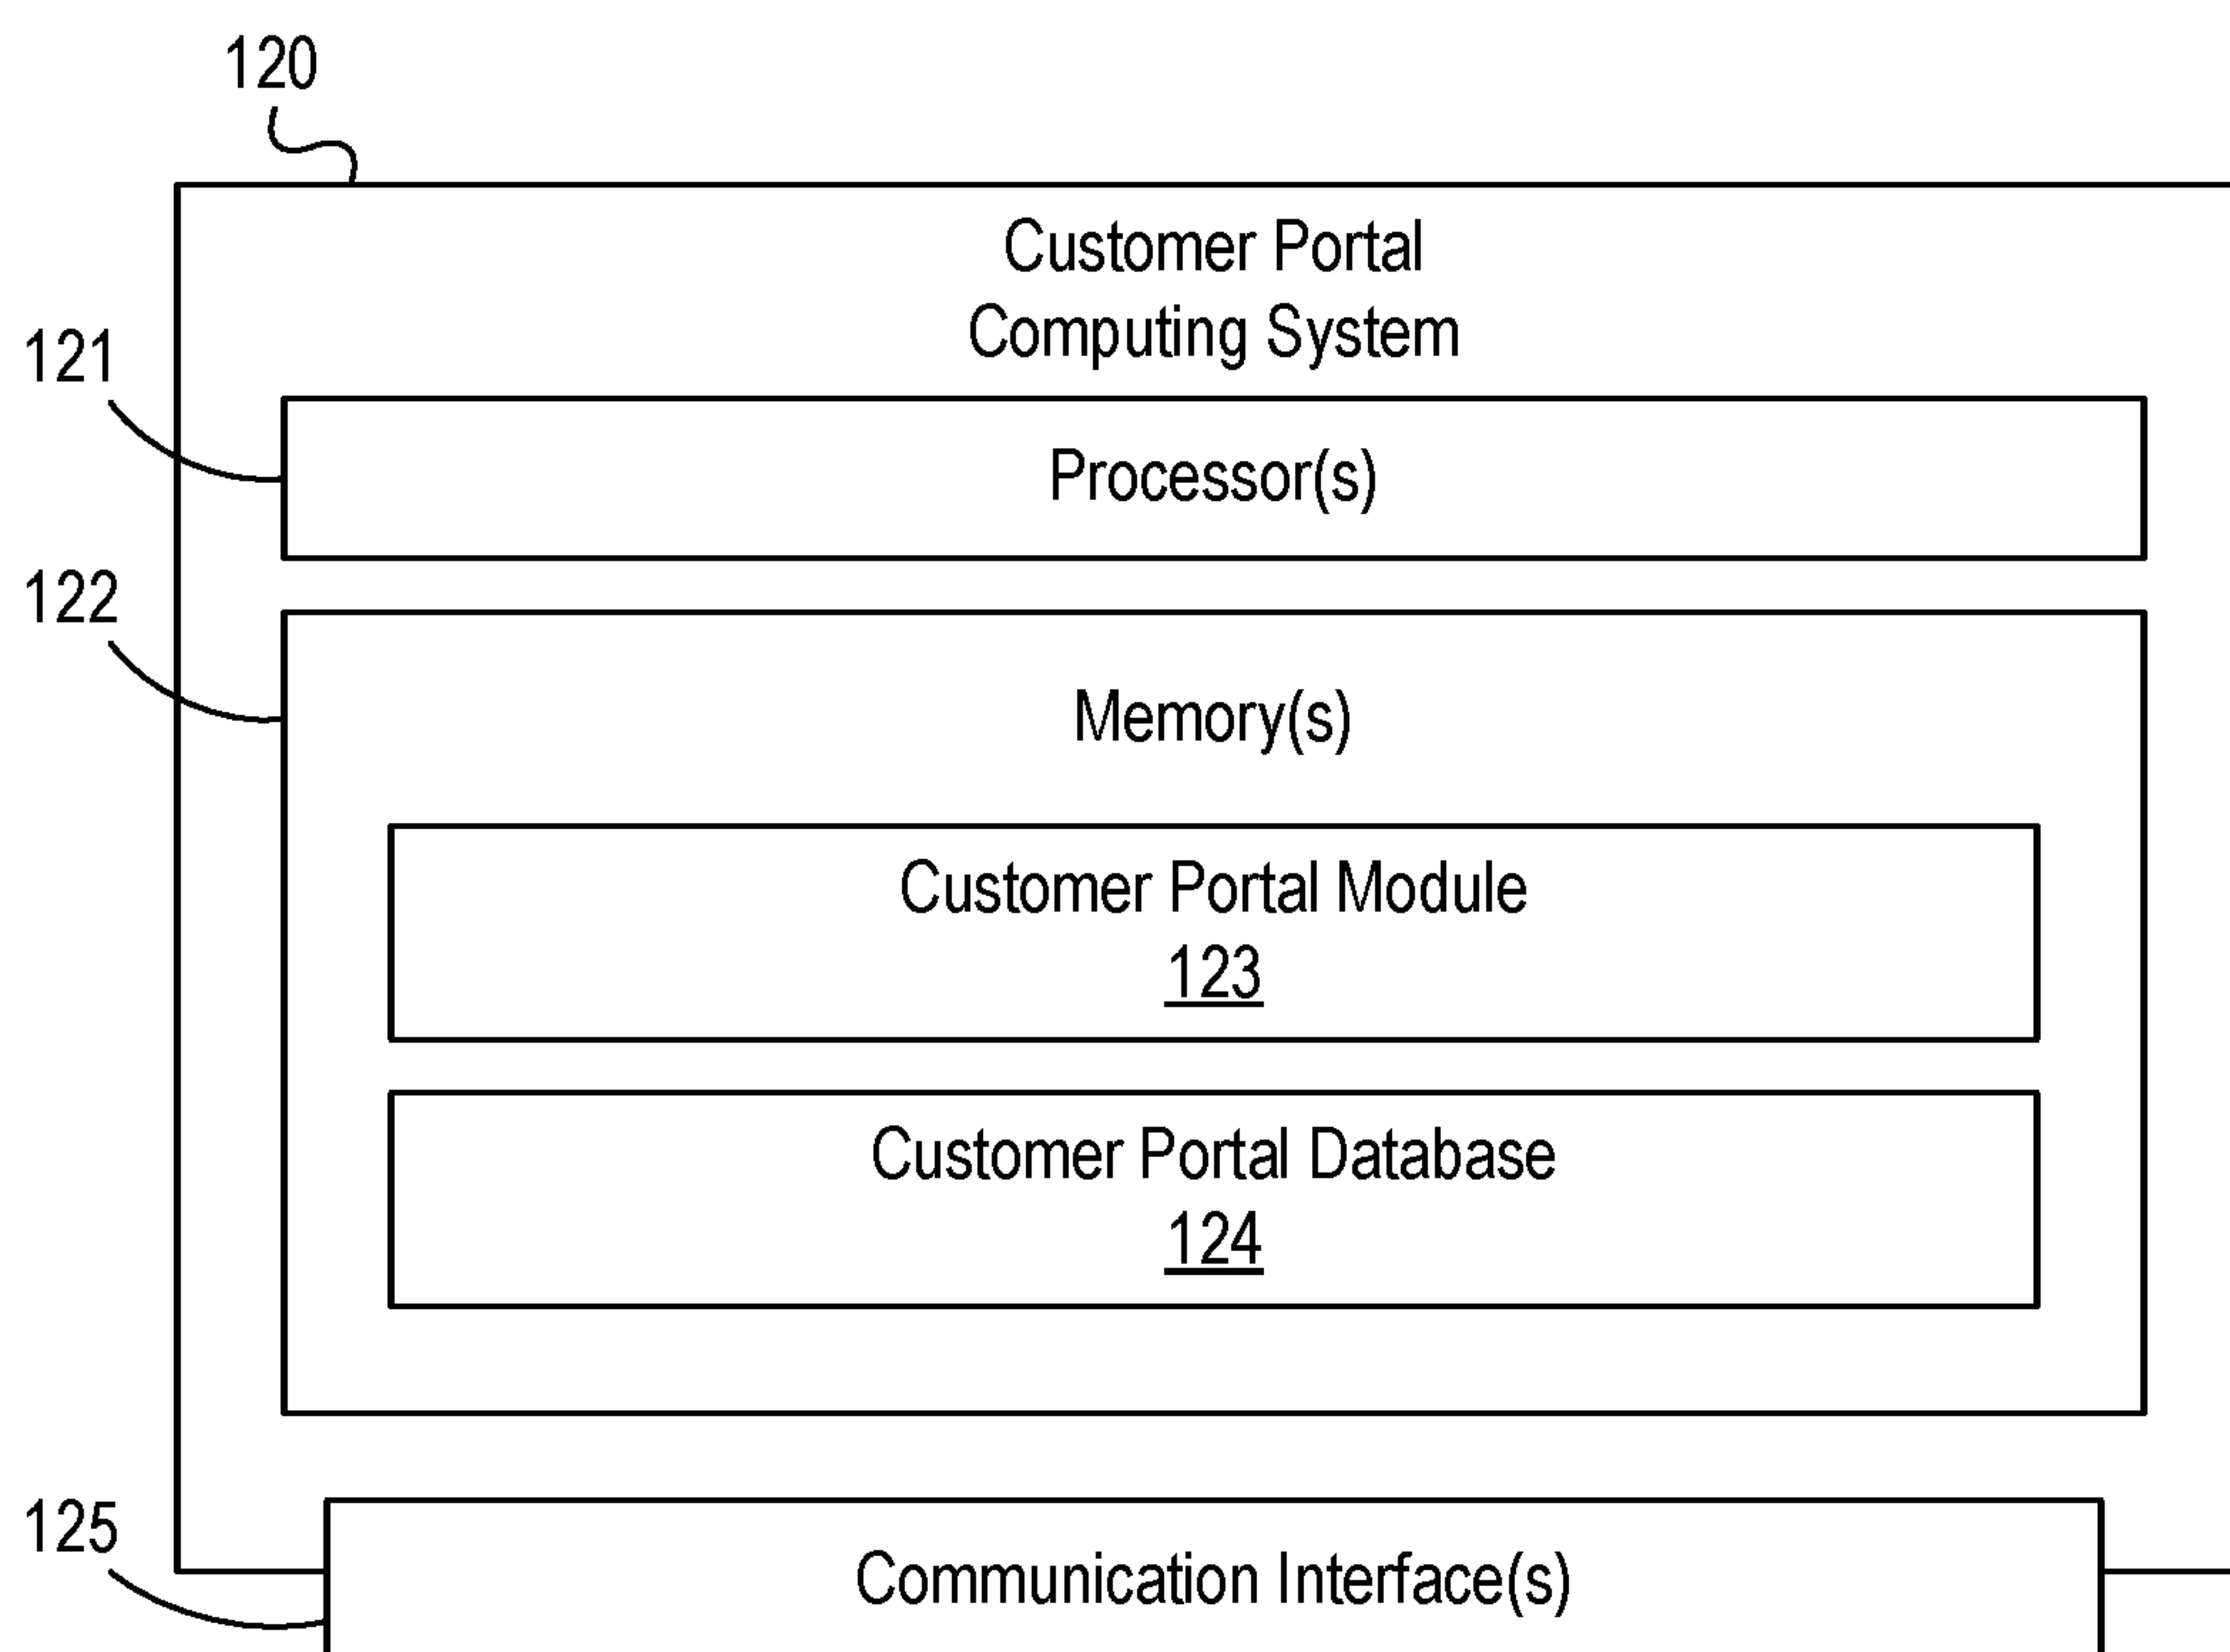 120
Customer Portal
Computing System
121
Processor(s)
122
Memory(s)
Customer Portal Module
123
Customer Portal Database
124
125
Communication Interface(s)